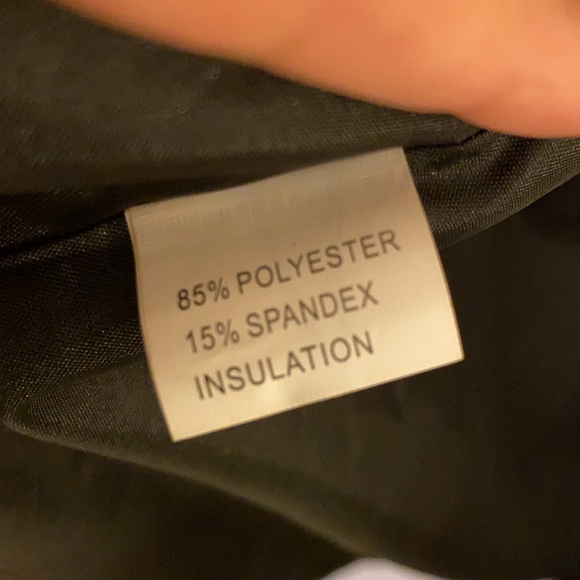 85% POLYESTER
15% SPANDEX
INSULATION